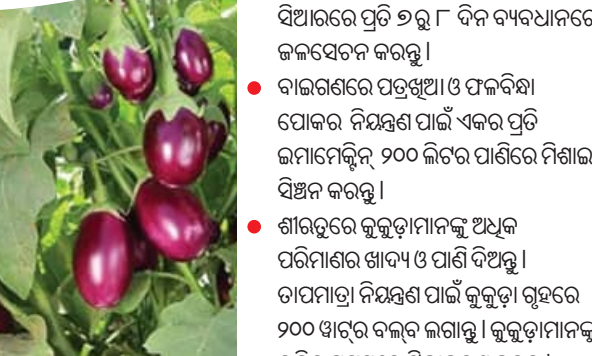 ସିଆରରେ ପ୍ରତି ୭ରୁ ୮ ଦିନ ବ୍ୟବଧାନରେ
ଜଳସେଚନ କରନ୍ତୁ।
● ବାଇଗଣରେ ପତ୍ରଖିଆ ଓ ଫଳବିନ୍ଧା
ପୋକର ନିୟନ୍ତ୍ରଣ ପାଇଁ ଏକର ପ୍ରତି
ଇମାମେକ୍ଟିନ୍ ୨୦୦ ଲିଟର ପାଣିରେ ମିଶାଇ
ସିଞ୍ଚନ କରନ୍ତୁ।
● ଶୀତଋତୁରେ କୁକୁଡ଼ାମାନଙ୍କୁ ଅଧିକ
ପରିମାଣର ଖାଦ୍ୟ ଓ ପାଣି ଦିଅନ୍ତୁ।
ତାପମାତ୍ରା ନିୟନ୍ତ୍ରଣ ପାଇଁ କୁକୁଡ଼ା ଗୃହରେ
୨୦୦ ୱାଟ୍‌ର ବଲ୍‌ବ ଲଗାନ୍ତୁ। କୁକୁଡ଼ାମାନଙ୍କୁ